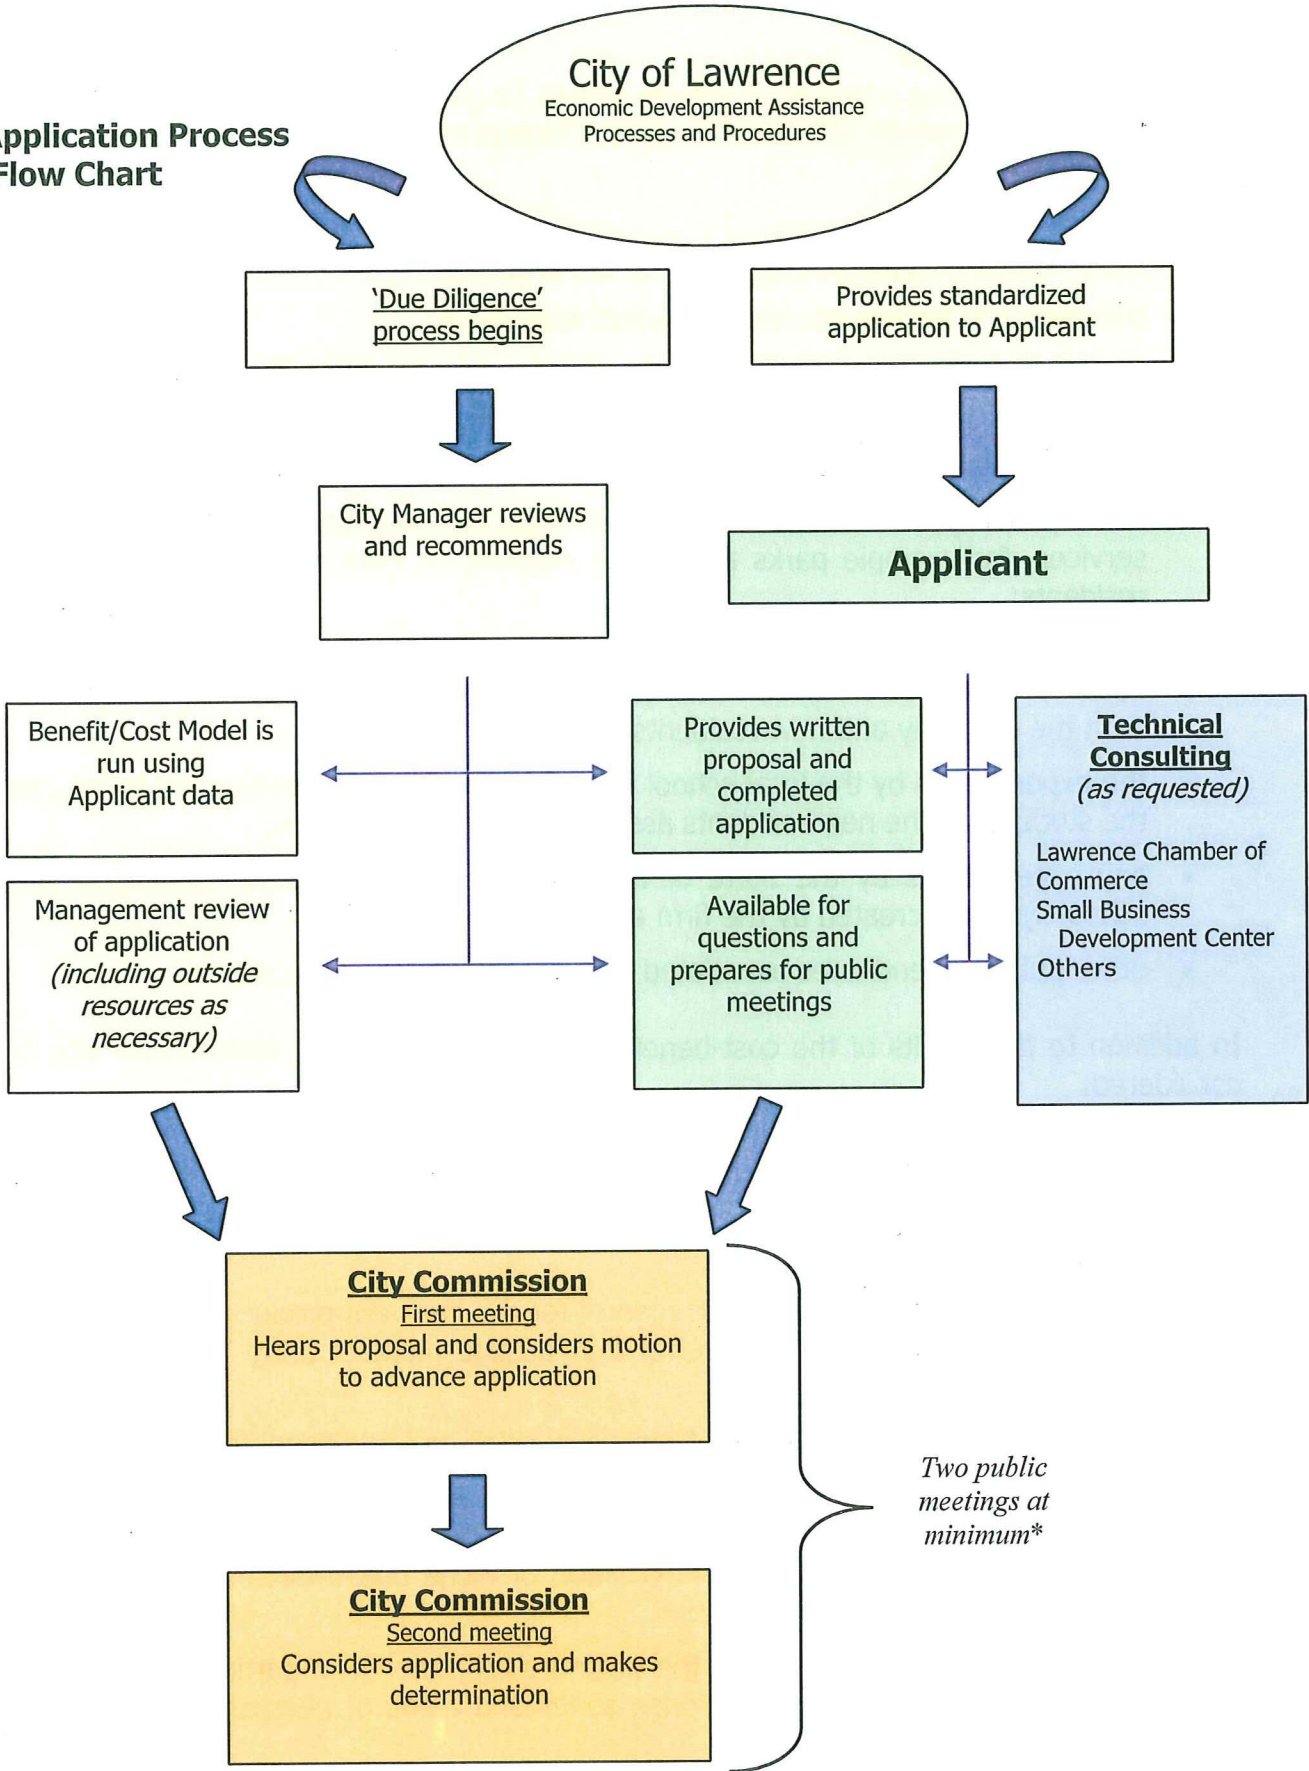 City of Lawrence
Economic Development Assistance
Processes and Procedures
Application Process
Flow Chart
'Due Diligence'
process begins
Provides standardized
application to Applicant
City Manager reviews
and recommends
Applicant
Benefit/Cost Model is
run using
Applicant data
Provides written
proposal and
completed
application
Technical
Consulting
(as requested)
Lawrence Chamber of
Commerce
Small Business
Development Center
Others
Management review
of application
(including outside
resources as
necessary)
Available for
questions and
prepares for public
meetings
City Commission
First meeting
Hears proposal and considers motion
to advance application
Two public
meetings at
minimum*
City Commission
Second meeting
Considers application and makes
determination